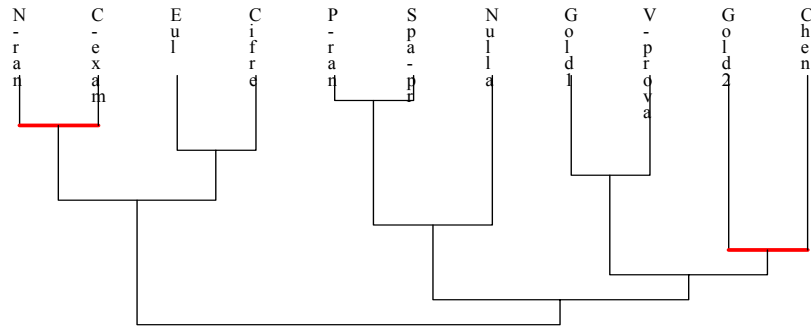 N-ran
C-exam
Eul
Cifre
P-ran
Spa-pr
Nulla
Gold1
V-prova
Gold2
Chen